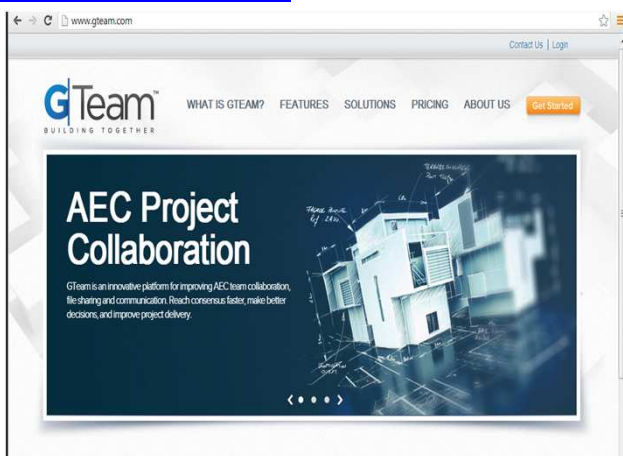 www.gteam.com
Contact Us | Login
GTeam™
BUILDING TOGETHER
WHAT IS GTEAM? FEATURES SOLUTIONS PRICING ABOUT US Get Started
AEC Project
Collaboration
GTeam is an innovative platform for improving AEC team collaboration,
file sharing and communication. Reach consensus faster, make better
decisions, and improve project delivery.